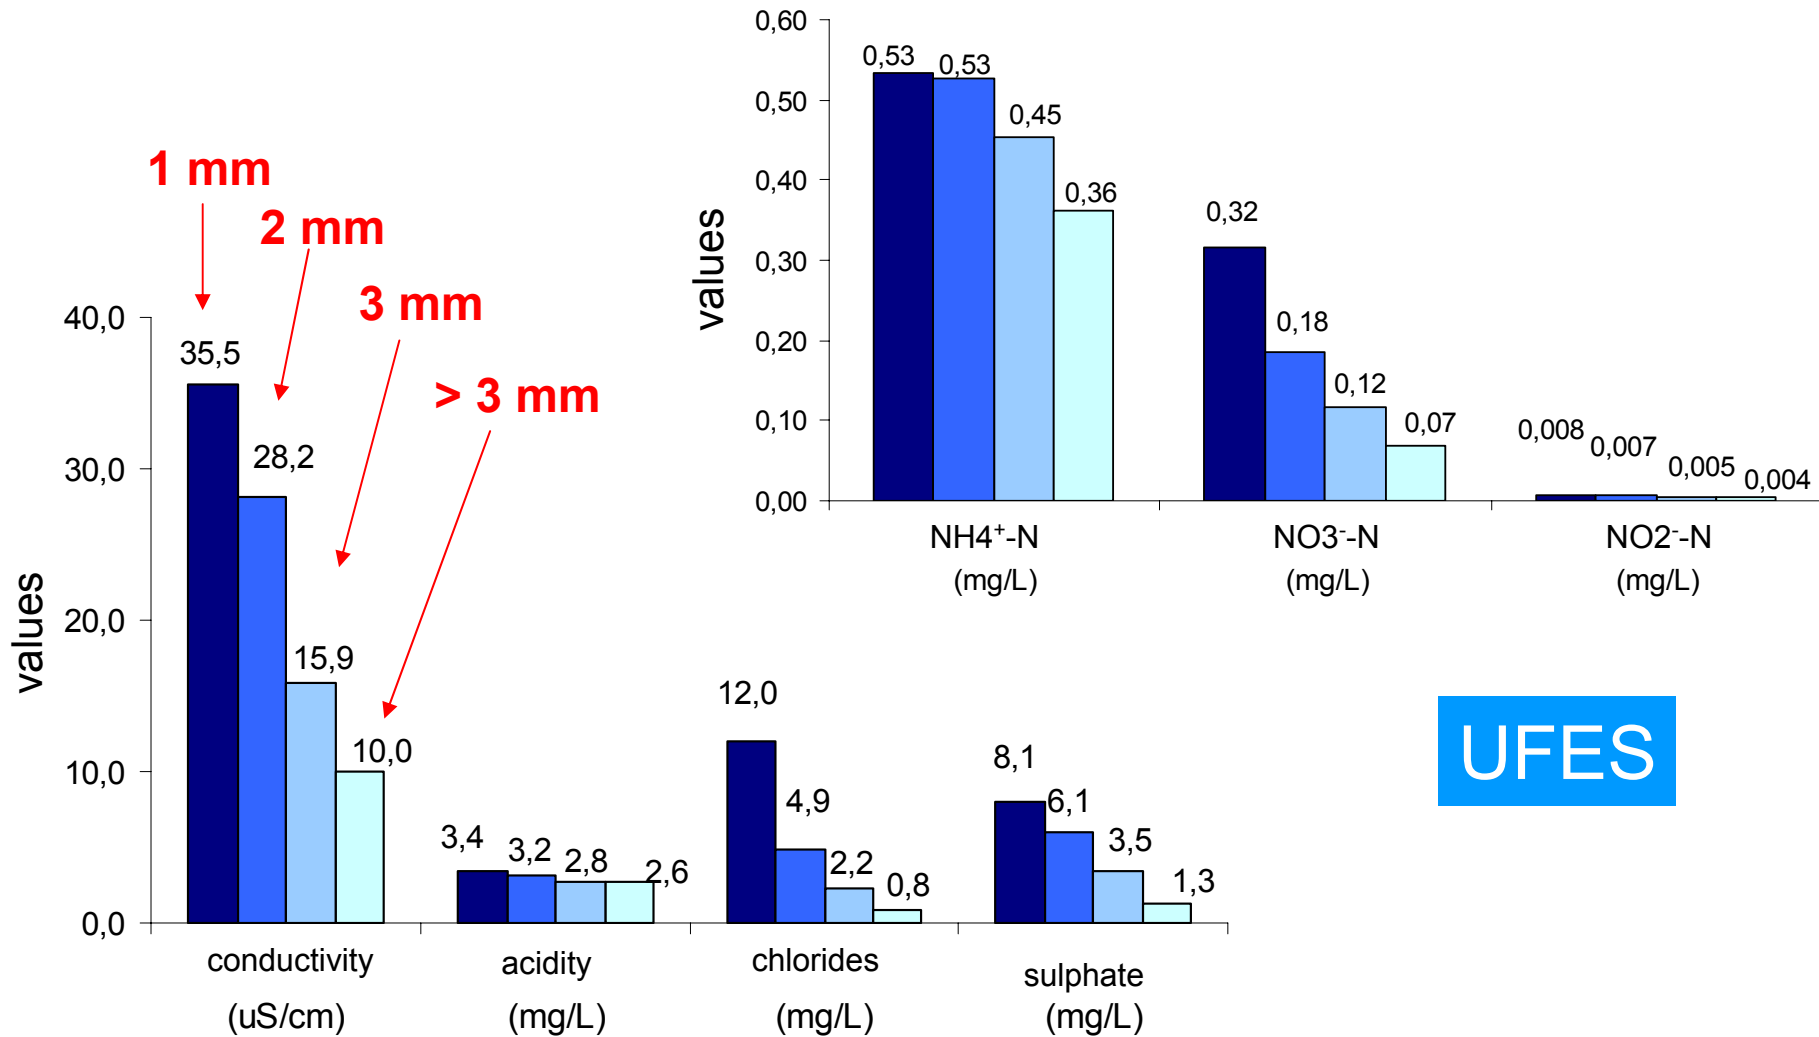 1 mm
2 mm
3 mm
> 3 mm
values
40,0
30,0
20,0
10,0
0,0
35,5
28,2
15,9
10,0
3,4
3,2
2,8
2,6
12,0
4,9
2,2
0,8
8,1
6,1
3,5
1,3
conductivity
(uS/cm)
acidity
(mg/L)
chlorides
(mg/L)
sulphate
(mg/L)
values
0,60
0,50
0,40
0,30
0,20
0,10
0,00
0,53
0,53
0,45
0,36
0,32
0,18
0,12
0,07
0,008
0,007
0,005
0,004
NH4⁺-N
(mg/L)
NO3⁻-N
(mg/L)
NO2⁻-N
(mg/L)
UFES